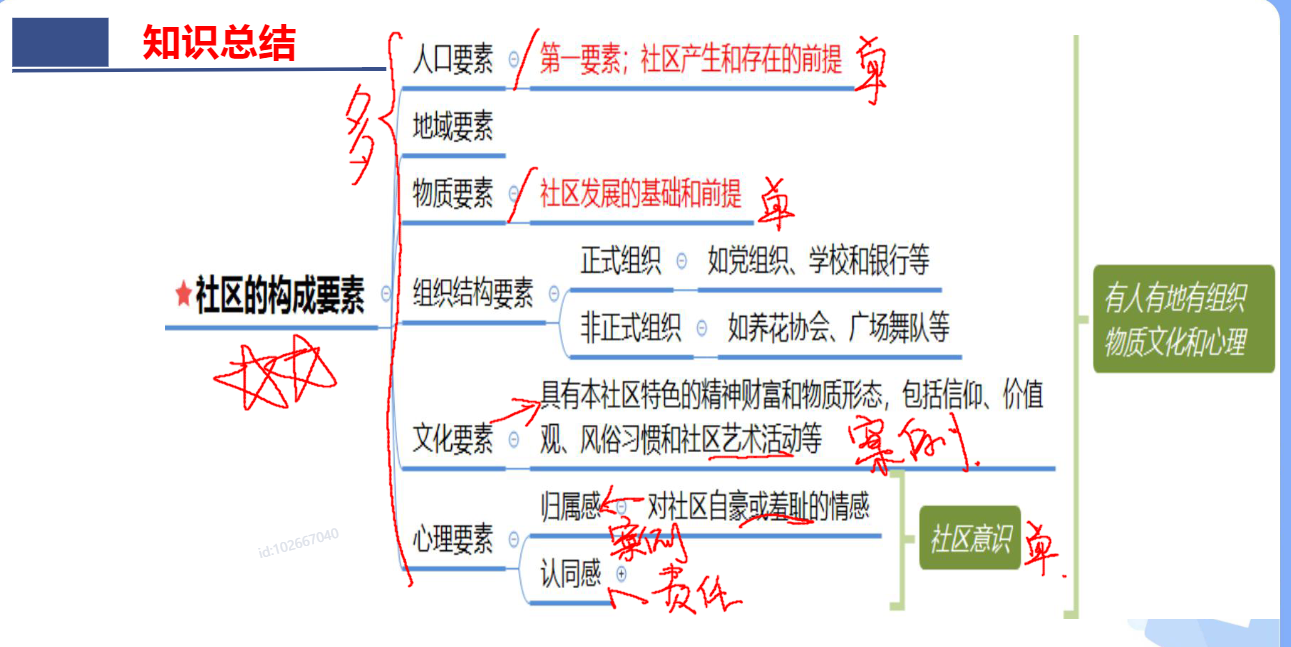 知识总结
人口要素
第一要素；社区产生和存在的前提
单
多
地域要素
物质要素
社区发展的基础和前提
单
★社区的构成要素
组织结构要素
正式组织
如党组织、学校和银行等
非正式组织
如养花协会、广场舞队等
文化要素
具有本社区特色的精神财富和物质形态，包括信仰、价值
观、风俗习惯和社区艺术活动等
案例
心理要素
归属感
对社区自豪或羞耻的情感
案例
认同感
责任
社区意识
单
有人有地有组织
物质文化和心理
id:102667040